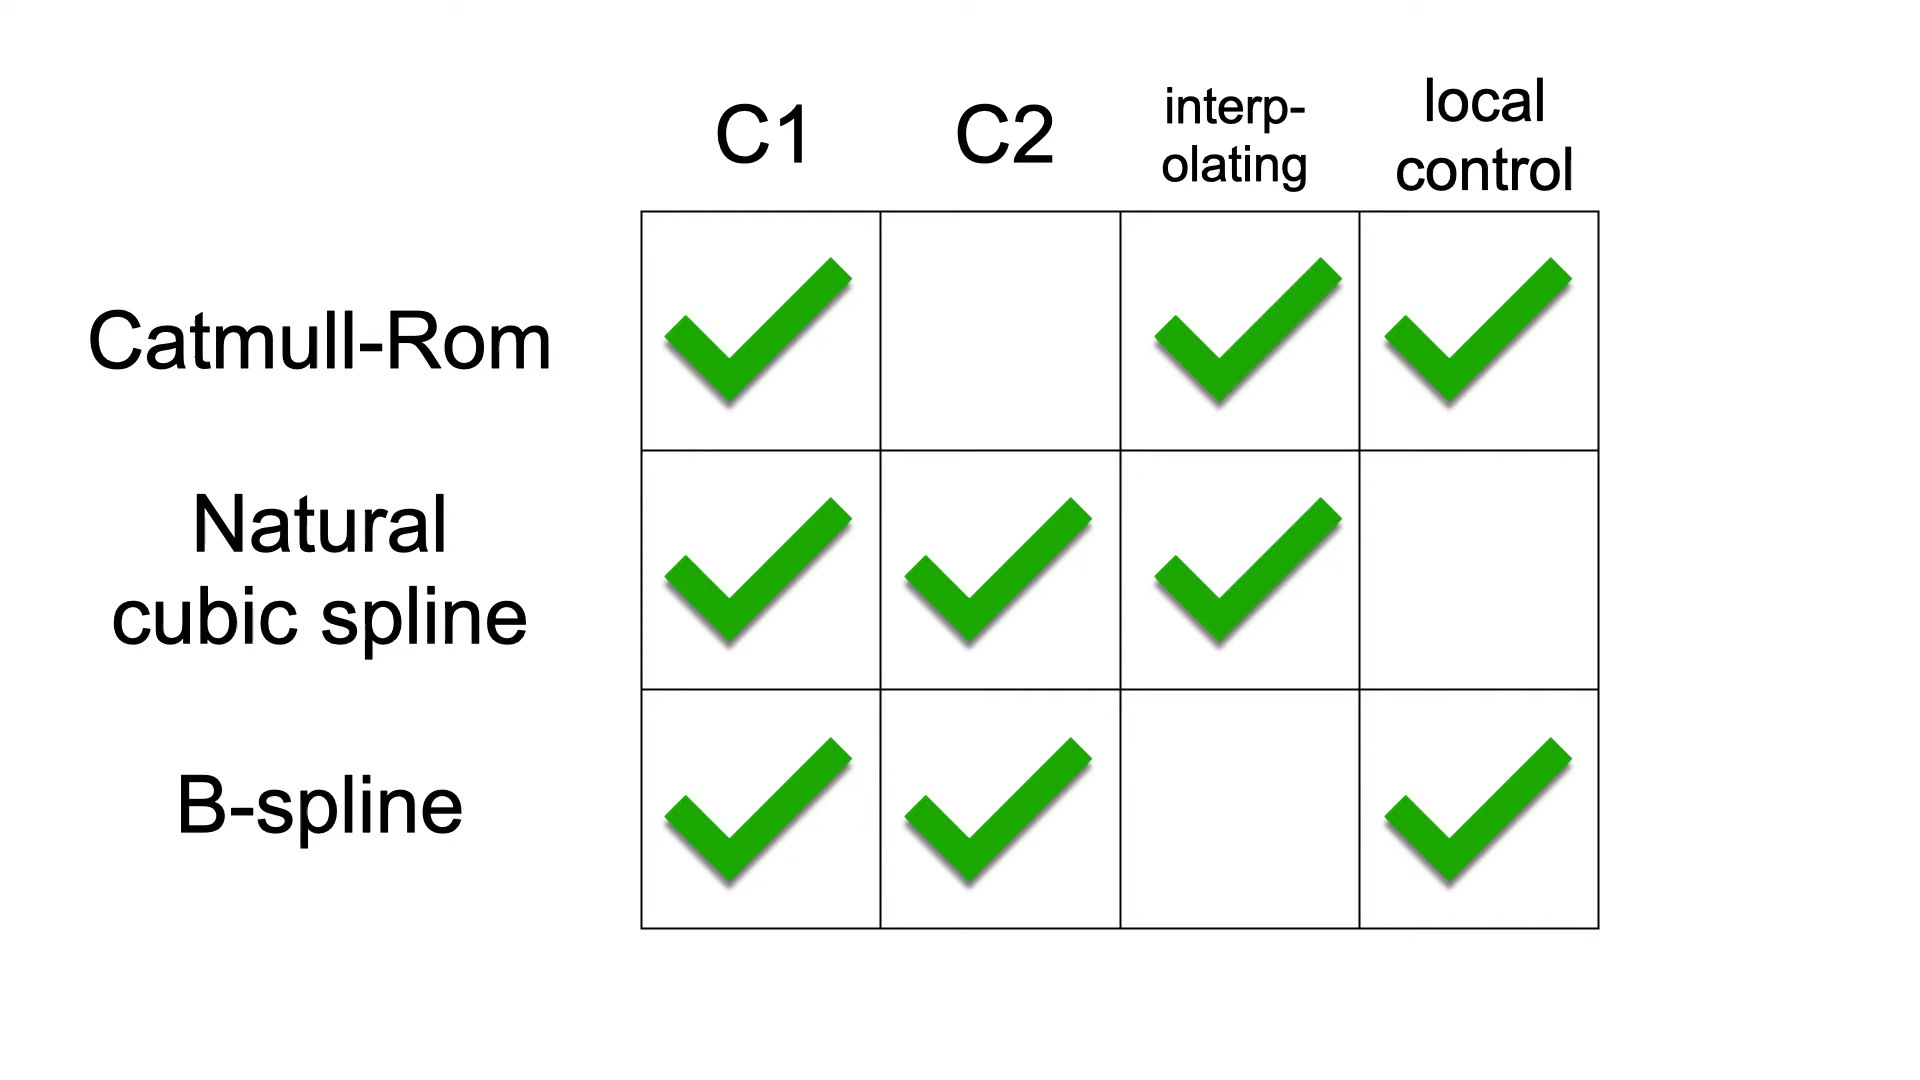 C1
C2
interp-
olating
local
control
Catmull-Rom
Natural
cubic spline
B-spline